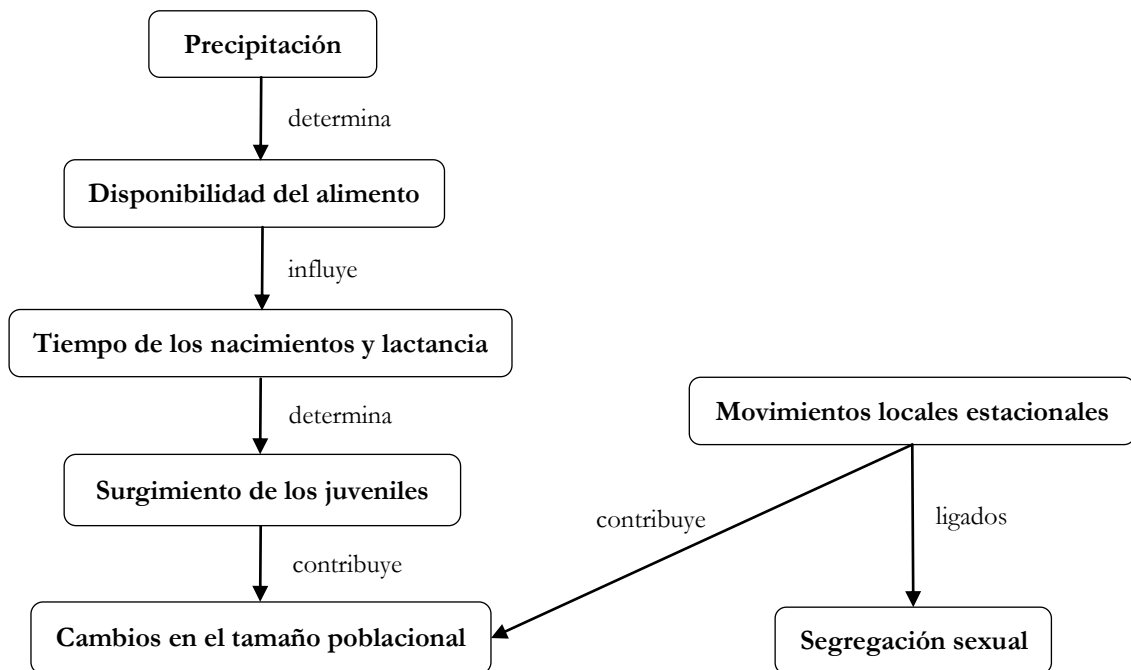 Precipitación
determina
Disponibilidad del alimento
influye
Tiempo de los nacimientos y lactancia
determina
Movimientos locales estacionales
Surgimiento de los juveniles
contribuye
ligados
contribuye
Cambios en el tamaño poblacional
Segregación sexual